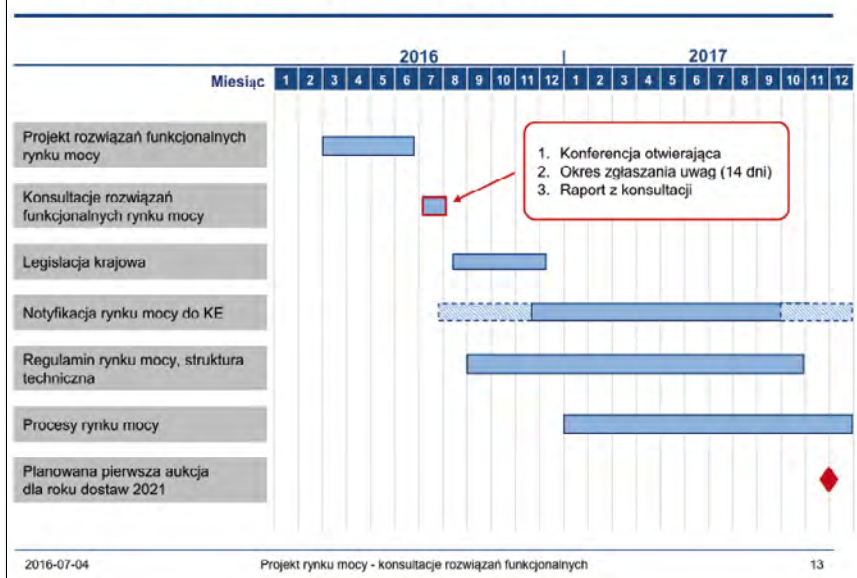 2016 2017
Miesiąc 1 2 3 4 5 6 7 8 9 10 11 12 1 2 3 4 5 6 7 8 9 10 11 12
Projekt rozwiązań funkcjonalnych
rynku mocy
1. Konferencja otwierająca
2. Okres zgłaszania uwag (14 dni)
3. Raport z konsultacji
Konsultacje rozwiązań
funkcjonalnych rynku mocy
Legislacja krajowa
Notyfikacja rynku mocy do KE
Regulamin rynku mocy, struktura
techniczna
Procesy rynku mocy
Planowana pierwsza aukcja
dla roku dostaw 2021
2016-07-04 Projekt rynku mocy - konsultacje rozwiązań funkcjonalnych 13